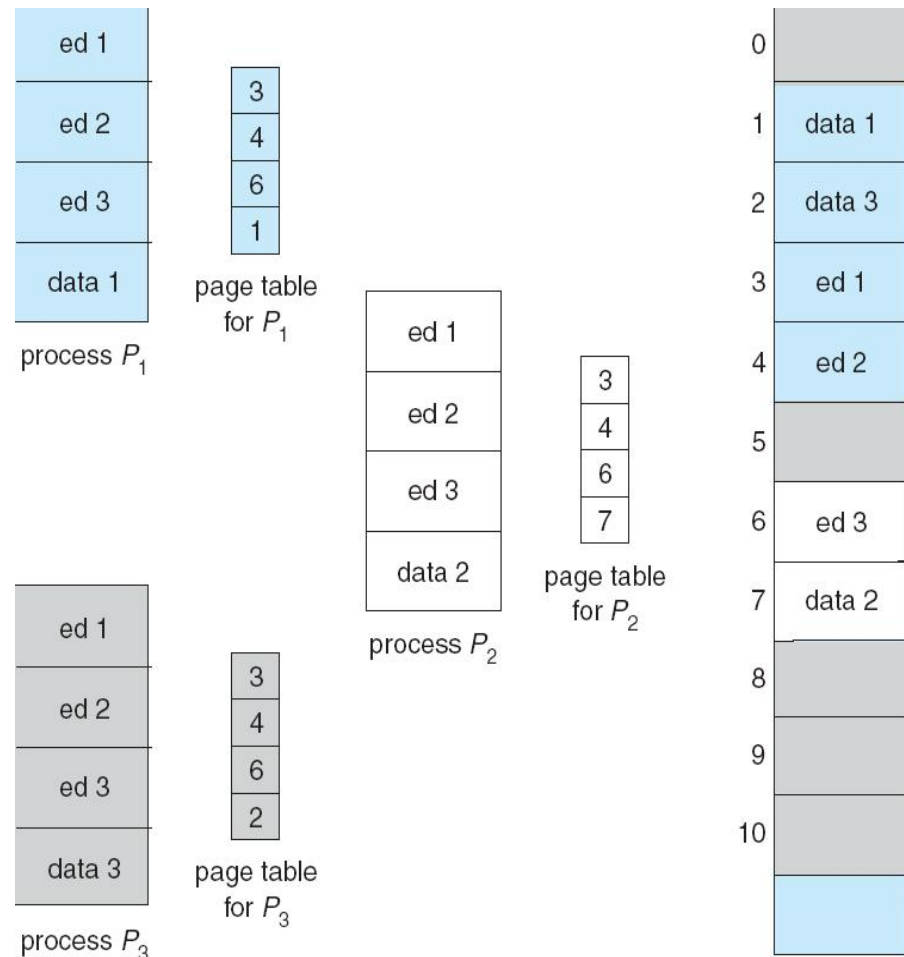 ed 1
ed 2
ed 3
data 1
process P1
3
4
6
1
page table
for P1
ed 1
ed 2
ed 3
data 2
process P2
3
4
6
7
page table
for P2
ed 1
ed 2
ed 3
data 3
process P3
3
4
6
2
page table
for P3
0
1 data 1
2 data 3
3 ed 1
4 ed 2
5
6 ed 3
7 data 2
8
9
10